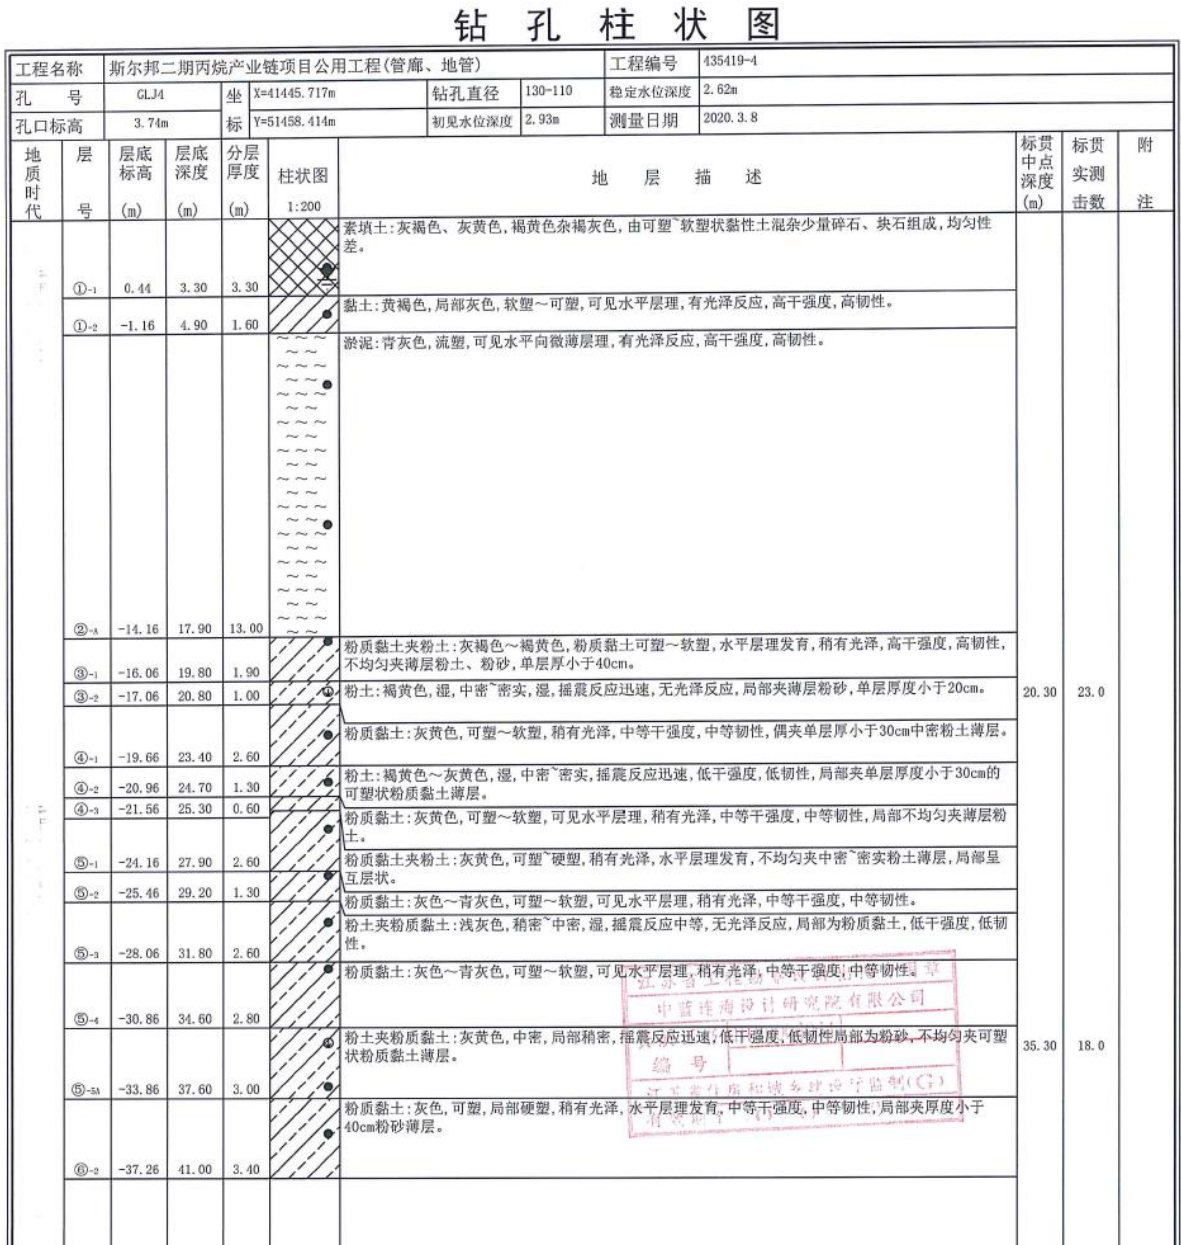 钻孔柱状图
工程名称 斯尔邦二期丙烷产业链项目公用工程(管廊、地管) 工程编号 435419-4
孔号 GLJ4 坐标 X=41445.717m 钻孔直径 130-110 稳定水位深度 2.62m
孔口标高 3.74m Y=51458.414m 初见水位深度 2.93m 测量日期 2020.3.8
地质时代 层号 层底标高(m) 层底深度(m) 分层厚度(m) 柱状图 1:200 地层描述 标贯中点深度(m) 标贯实测击数 附注
素填土:灰褐色、灰黄色,褐黄色杂褐灰色,由可塑~软塑状黏性土混杂少量碎石、块石组成,均匀性
差。
①-1 0.44 3.30 3.30
黏土:黄褐色,局部灰色,软塑～可塑,可见水平层理,有光泽反应,高干强度,高韧性。
①-2 -1.16 4.90 1.60
淤泥:青灰色,流塑,可见水平向微薄层理,有光泽反应,高干强度,高韧性。
②-A -14.16 17.90 13.00
粉质黏土夹粉土:灰褐色～褐黄色,粉质黏土可塑～软塑,水平层理发育,稍有光泽,高干强度,高韧性,
不均匀夹薄层粉土、粉砂,单层厚小于40cm。
③-1 -16.06 19.80 1.90
粉土:褐黄色,湿,中密~密实,湿,摇震反应迅速,无光泽反应,局部夹薄层粉砂,单层厚度小于20cm。
③-2 -17.06 20.80 1.00 20.30 23.0
粉质黏土:灰黄色,可塑～软塑,稍有光泽,中等干强度,中等韧性,偶夹单层厚小于30cm中密粉土薄层。
④-1 -19.66 23.40 2.60
粉土:褐黄色～灰黄色,湿,中密~密实,摇震反应迅速,低干强度,低韧性,局部夹单层厚度小于30cm的
可塑状粉质黏土薄层。
④-2 -20.96 24.70 1.30
④-3 -21.56 25.30 0.60
粉质黏土:灰黄色,可塑～软塑,可见水平层理,稍有光泽,中等干强度,中等韧性,局部不均匀夹薄层粉
土。
⑤-1 -24.16 27.90 2.60
粉质黏土夹粉土:灰黄色,可塑~硬塑,稍有光泽,水平层理发育,不均匀夹中密~密实粉土薄层,局部呈
互层状。
⑤-2 -25.46 29.20 1.30
粉质黏土:灰色～青灰色,可塑～软塑,可见水平层理,稍有光泽,中等干强度,中等韧性。
粉土夹粉质黏土:浅灰色,稍密~中密,湿,摇震反应中等,无光泽反应,局部为粉质黏土,低干强度,低韧
性。
⑤-3 -28.06 31.80 2.60
粉质黏土:灰色～青灰色,可塑～软塑,可见水平层理,稍有光泽,中等干强度,中等韧性。
中蓝连海设计研究院有限公司
⑤-4 -30.86 34.60 2.80
粉土夹粉质黏土:灰黄色,中密,局部稍密,摇震反应迅速,低干强度,低韧性局部为粉砂,不均匀夹可塑
状粉质黏土薄层。
35.30 18.0
编号
⑤-5A -33.86 37.60 3.00
江苏省住房和城乡建设厅监制(G)
粉质黏土:灰色,可塑,局部硬塑,稍有光泽,水平层理发育,中等干强度,中等韧性,局部夹厚度小于
40cm粉砂薄层。
⑥-2 -37.26 41.00 3.40